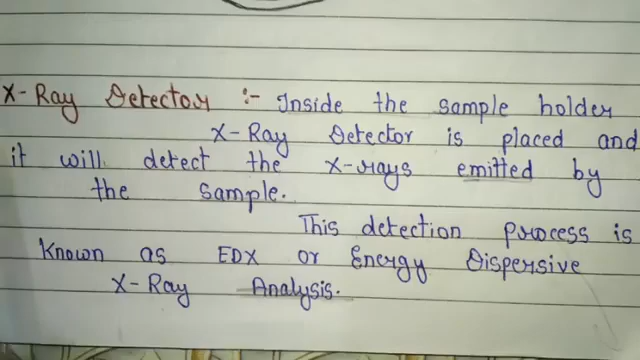 X-Ray Detector :- Inside the sample holder
X-Ray Detector is placed and
it will detect the x-rays emitted by
the sample.
This detection process is
Known as EDX or Energy Dispersive
X-Ray Analysis.